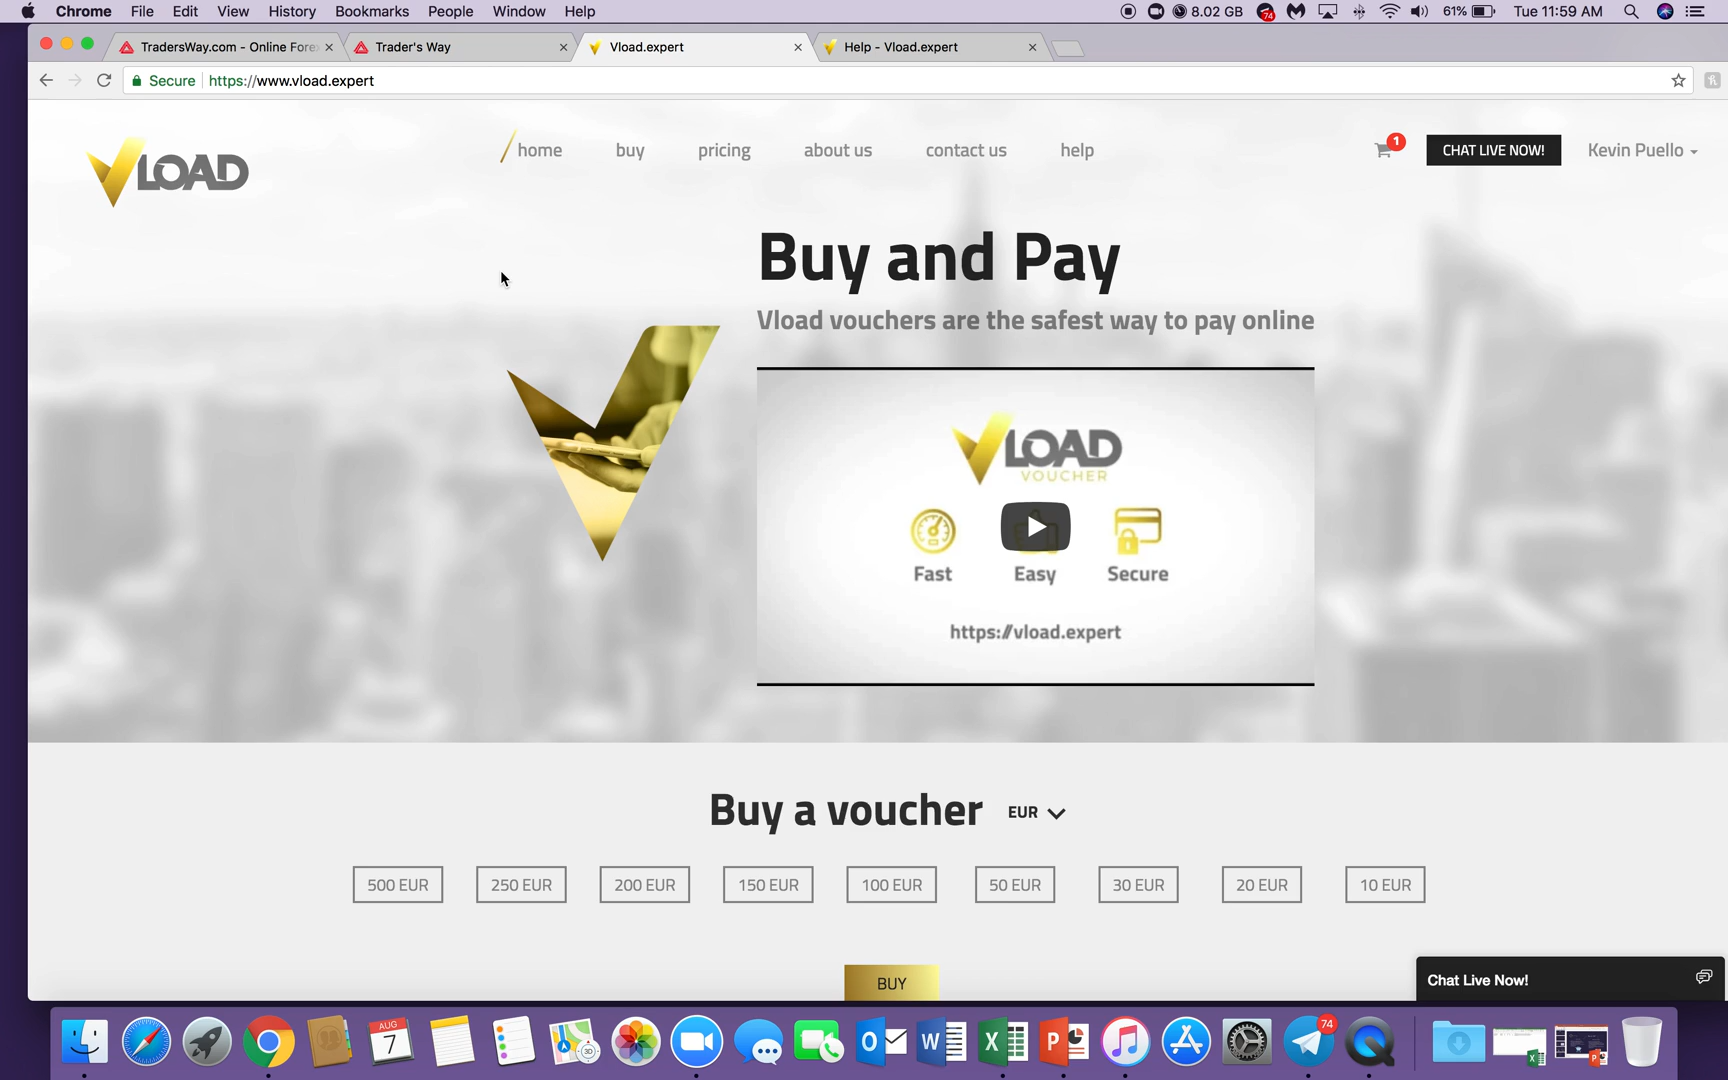 Chrome File Edit View History Bookmarks People Window Help
8.02 GB 74 61% Tue 11:59 AM
TradersWay.com - Online Fore
Trader's Way
Vload.expert
Help - Vload.expert
Secure https://www.vload.expert
LOAD
home buy pricing about us contact us help
1
CHAT LIVE NOW!
Kevin Puello
Buy and Pay
Vload vouchers are the safest way to pay online
LOAD
VOUCHER
Fast Easy Secure
https://vload.expert
Buy a voucher EUR
500 EUR 250 EUR 200 EUR 150 EUR 100 EUR 50 EUR 30 EUR 20 EUR 10 EUR
BUY
Chat Live Now!
AUG
7
74